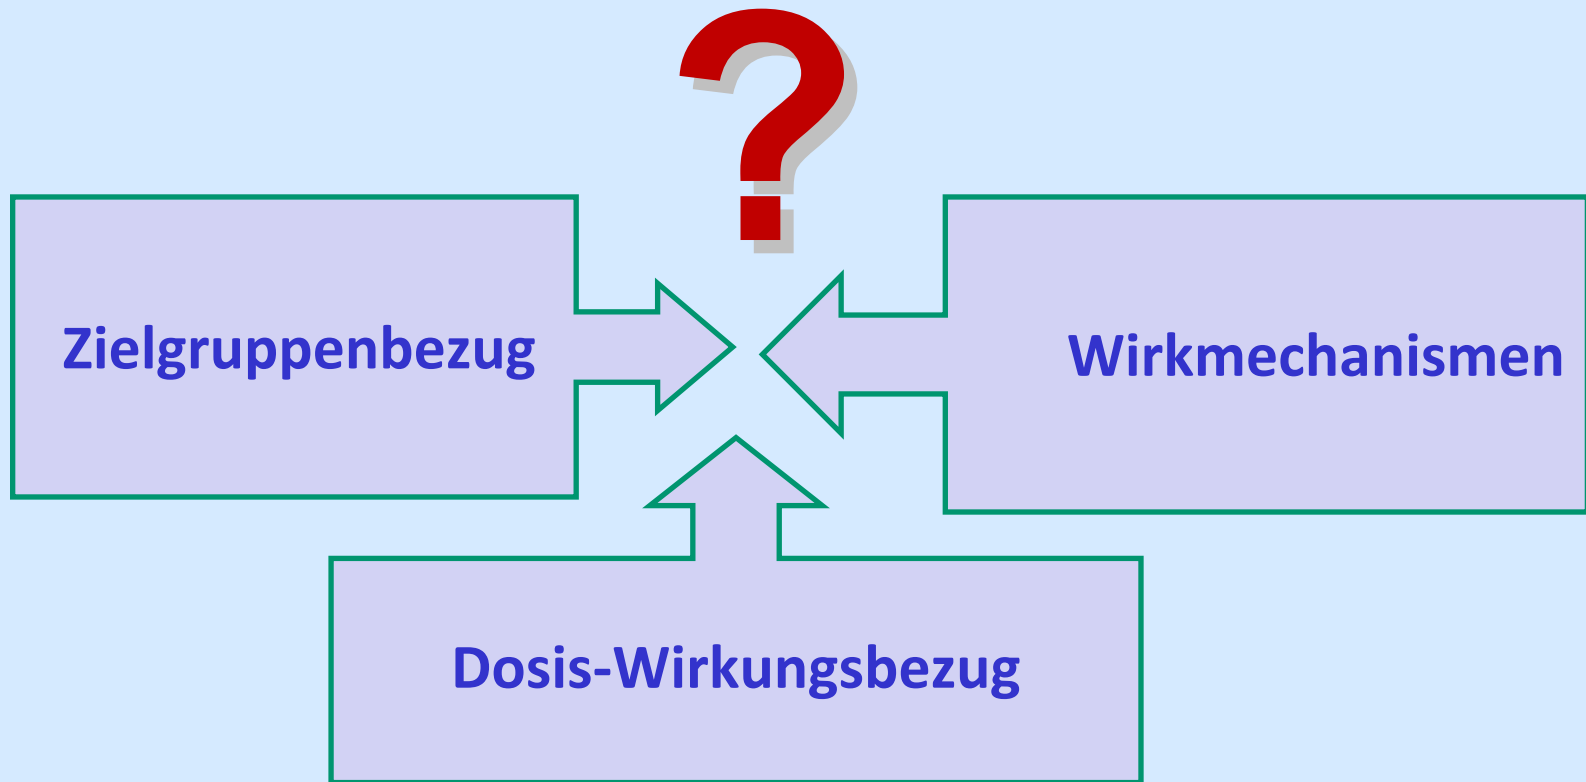 ?
Zielgruppenbezug
Wirkmechanismen
Dosis-Wirkungsbezug